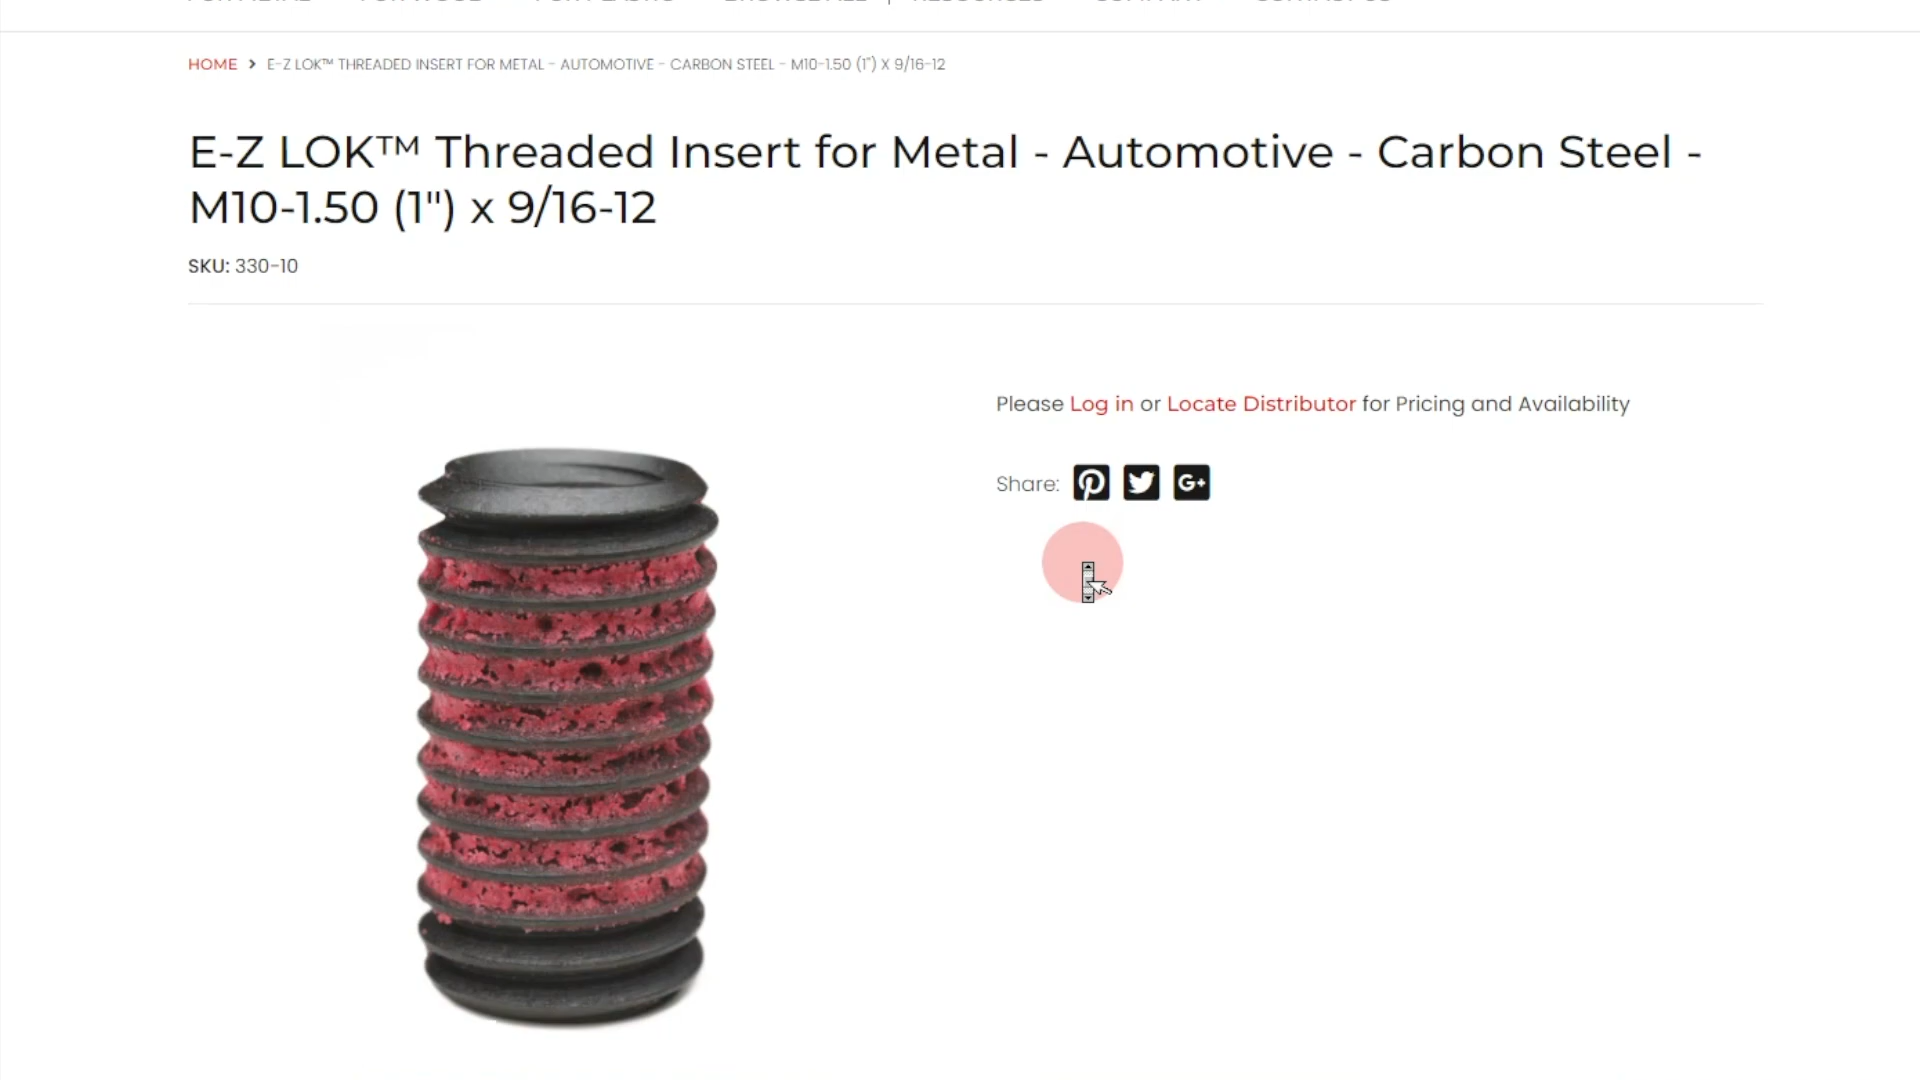 HOME > E-Z LOK™ THREADED INSERT FOR METAL - AUTOMOTIVE - CARBON STEEL - M10-1.50 (1") X 9/16-12
E-Z LOK™ Threaded Insert for Metal - Automotive - Carbon Steel -
M10-1.50 (1") x 9/16-12
SKU: 330-10
Please Log in or Locate Distributor for Pricing and Availability
Share: G+